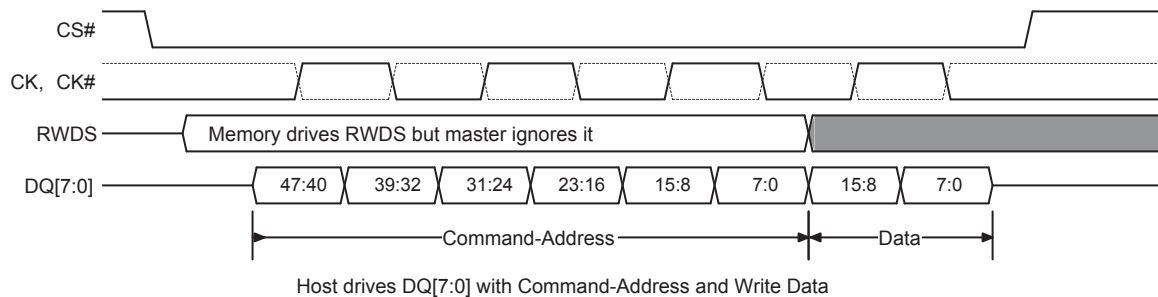 CS#
CK, CK#
RWDS Memory drives RWDS but master ignores it
DQ[7:0] 47:40 39:32 31:24 23:16 15:8 7:0 15:8 7:0
Command-Address Data
Host drives DQ[7:0] with Command-Address and Write Data